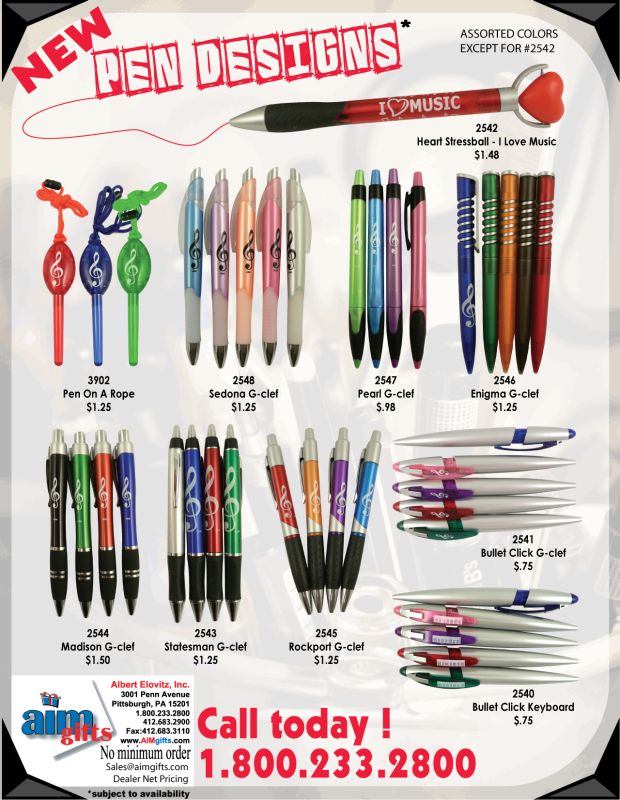 NEW
PEN DESIGNS*
ASSORTED COLORS
EXCEPT FOR #2542
I MUSIC
2542
Heart Stressball - I Love Music
$1.48
3902
Pen On A Rope
$1.25
2548
Sedona G-clef
$1.25
2547
Pearl G-clef
$.98
2546
Enigma G-clef
$1.25
2541
Bullet Click G-clef
$.75
2544
Madison G-clef
$1.50
2543
Statesman G-clef
$1.25
2545
Rockport G-clef
$1.25
2540
Bullet Click Keyboard
$.75
aim
gifts
Albert Elovitz, Inc.
3001 Penn Avenue
Pittsburgh, PA 15201
1.800.233.2800
412.683.2900
Fax:412.683.3110
www.AIMgifts.com
No minimum order
Sales@aimgifts.com
Dealer Net Pricing
*subject to availability
Call today !
1.800.233.2800